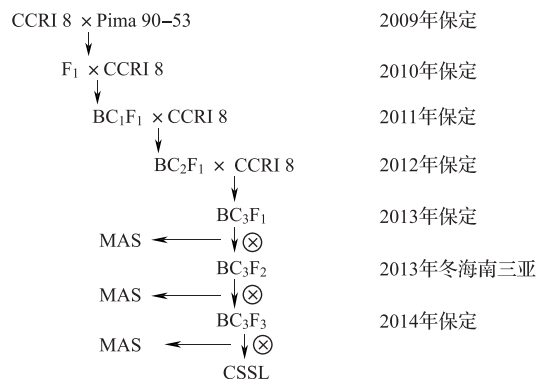 CCRI 8 × Pima 90–53 2009年保定
F₁ × CCRI 8 2010年保定
BC₁F₁ × CCRI 8 2011年保定
BC₂F₁ × CCRI 8 2012年保定
BC₃F₁ 2013年保定
MAS ⊗
BC₃F₂ 2013年冬海南三亚
MAS ⊗
BC₃F₃ 2014年保定
MAS ⊗
CSSL